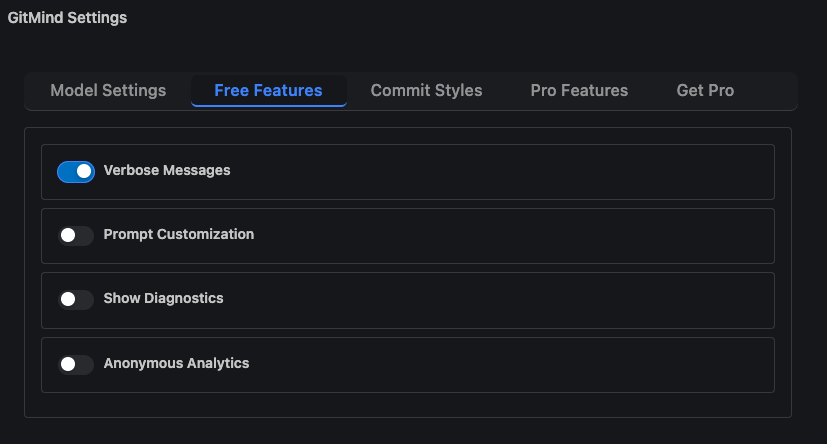 GitMind Settings
Model Settings Free Features Commit Styles Pro Features Get Pro
Verbose Messages
Prompt Customization
Show Diagnostics
Anonymous Analytics